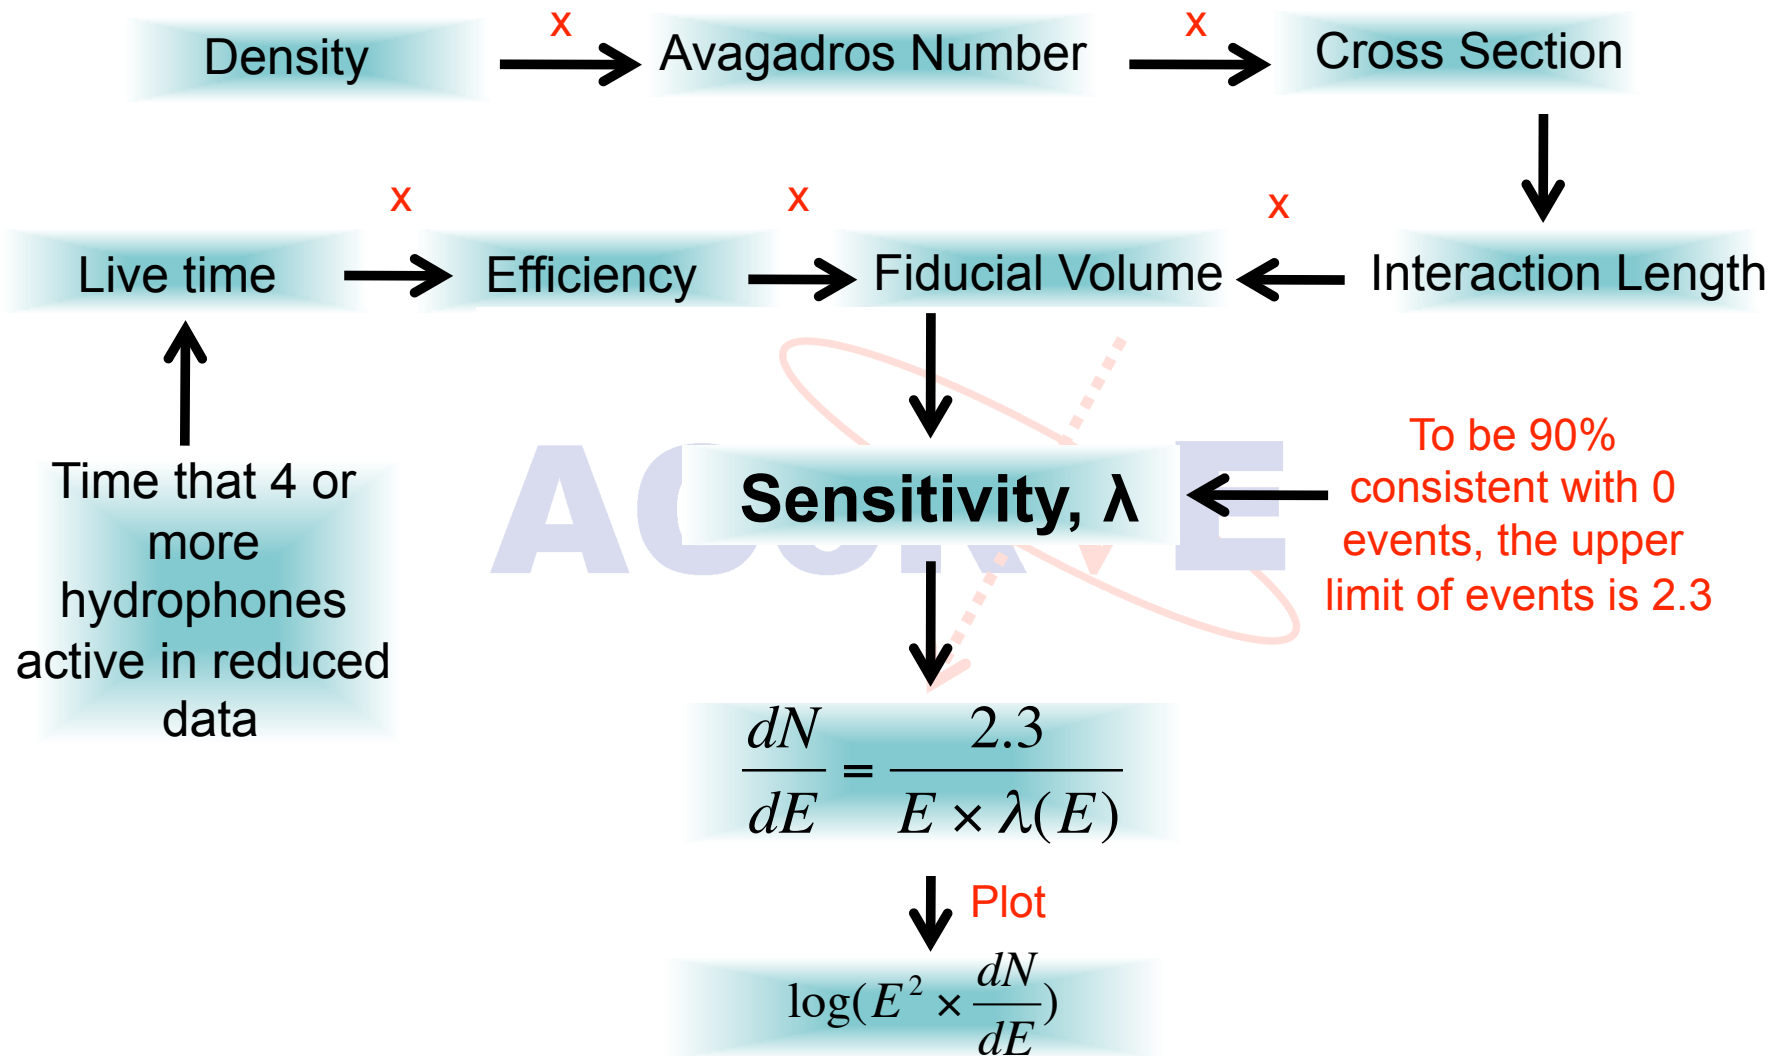 Density
x
Avagadros Number
x
Cross Section
x
x
x
Live time
Efficiency
Fiducial Volume
Interaction Length
Time that 4 or
more
hydrophones
active in reduced
data
Sensitivity, λ
To be 90%
consistent with 0
events, the upper
limit of events is 2.3
dN/dE = 2.3/(E × λ(E))
Plot
log(E² × dN/dE)